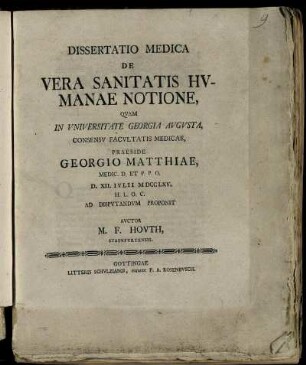 9
DISSERTATIO MEDICA
DE
VERA SANITATIS HV-
MANAE NOTIONE,
QVAM
IN VNIVERSITATE GEORGIA AVGVSTA,
CONSENSV FACVLTATIS MEDICAE,
PRAESIDE
GEORGIO MATTHIAE,
MEDIC. D. ET P. P. O.
D. XII. IVLII MDCCLXV.
H. L. Q. C.
AD DISPVTANDVM PROPONIT
AVCTOR
M. F. HOVTH,
GOTTINGAE
LITTERIS SCHVLZIANIS,